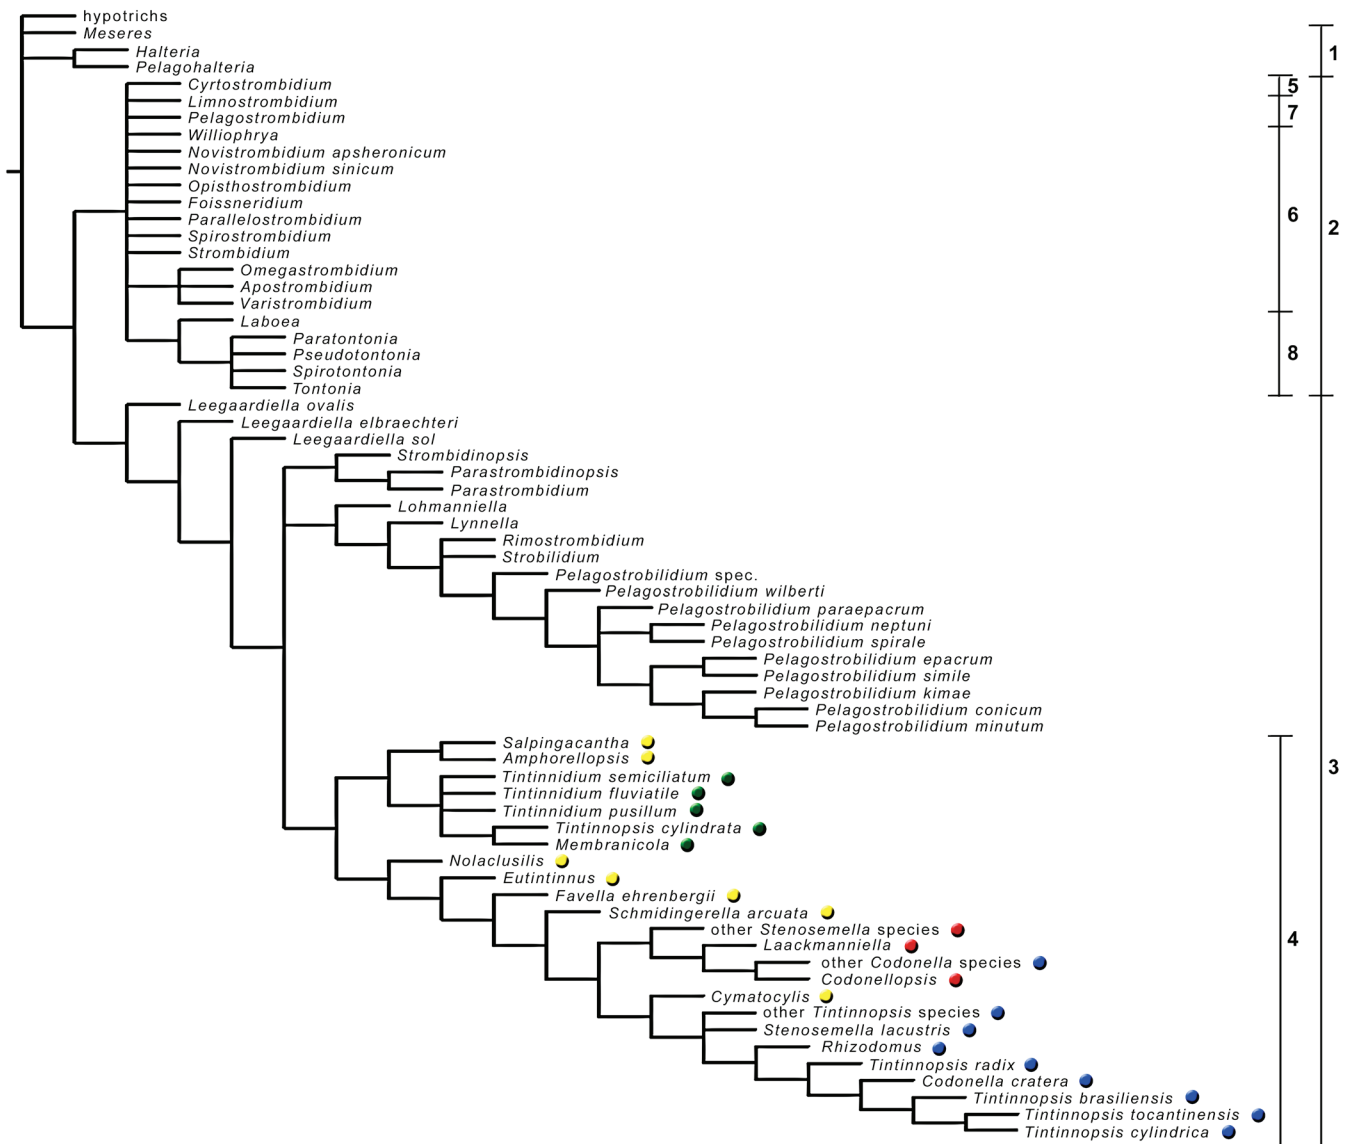 hypotrichs
Meseres
Halteria
1
Pelagohalteria
Cyrtostrombidium
5
Limnostrombidium
Pelagostrombidium
7
Williophrya
Novistrombidium apsheronicum
Novistrombidium sinicum
Opisthostrombidium
Foissneridium
Parallelostrombidium
6
Spirostrombidium
2
Strombidium
Omegastrombidium
Apostrombidium
Varistrombidium
Laboea
Paratontonia
Pseudotontonia
8
Spirotontonia
Tontonia
Leegaardiella ovalis
Leegaardiella elbraechteri
Leegaardiella sol
Strombidinopsis
Parastrombidinopsis
Parastrombidium
Lohmanniella
Lynnella
Rimostrombidium
Strobilidium
Pelagostrobilidium spec.
Pelagostrobilidium wilberti
Pelagostrobilidium paraepacrum
Pelagostrobilidium neptuni
Pelagostrobilidium spirale
Pelagostrobilidium epacrum
Pelagostrobilidium simile
Pelagostrobilidium kimae
Pelagostrobilidium conicum
Pelagostrobilidium minutum
Salpingacantha
Amphorellopsis
3
Tintinnidium semiciliatum
Tintinnidium fluviatile
Tintinnidium pusillum
Tintinnopsis cylindrata
Membranicola
Nolaclusilis
Eutintinnus
Favella ehrenbergii
Schmidingerella arcuata
other Stenosemella species
4
Laackmanniella
other Codonella species
Codonellopsis
Cymatocylis
other Tintinnopsis species
Stenosemella lacustris
Rhizodomus
Tintinnopsis radix
Codonella cratera
Tintinnopsis brasiliensis
Tintinnopsis tocantinensis
Tintinnopsis cylindrica